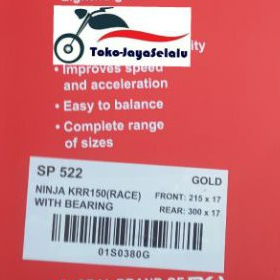 Toko-JayaSelalu
ity
• Improves speed
and acceleration
• Easy to balance
• Complete range
of sizes
SP 522
GOLD
NINJA KRR150(RACE)
FRONT: 215 x 17
WITH BEARING
REAR: 300 x 17
01S0380G